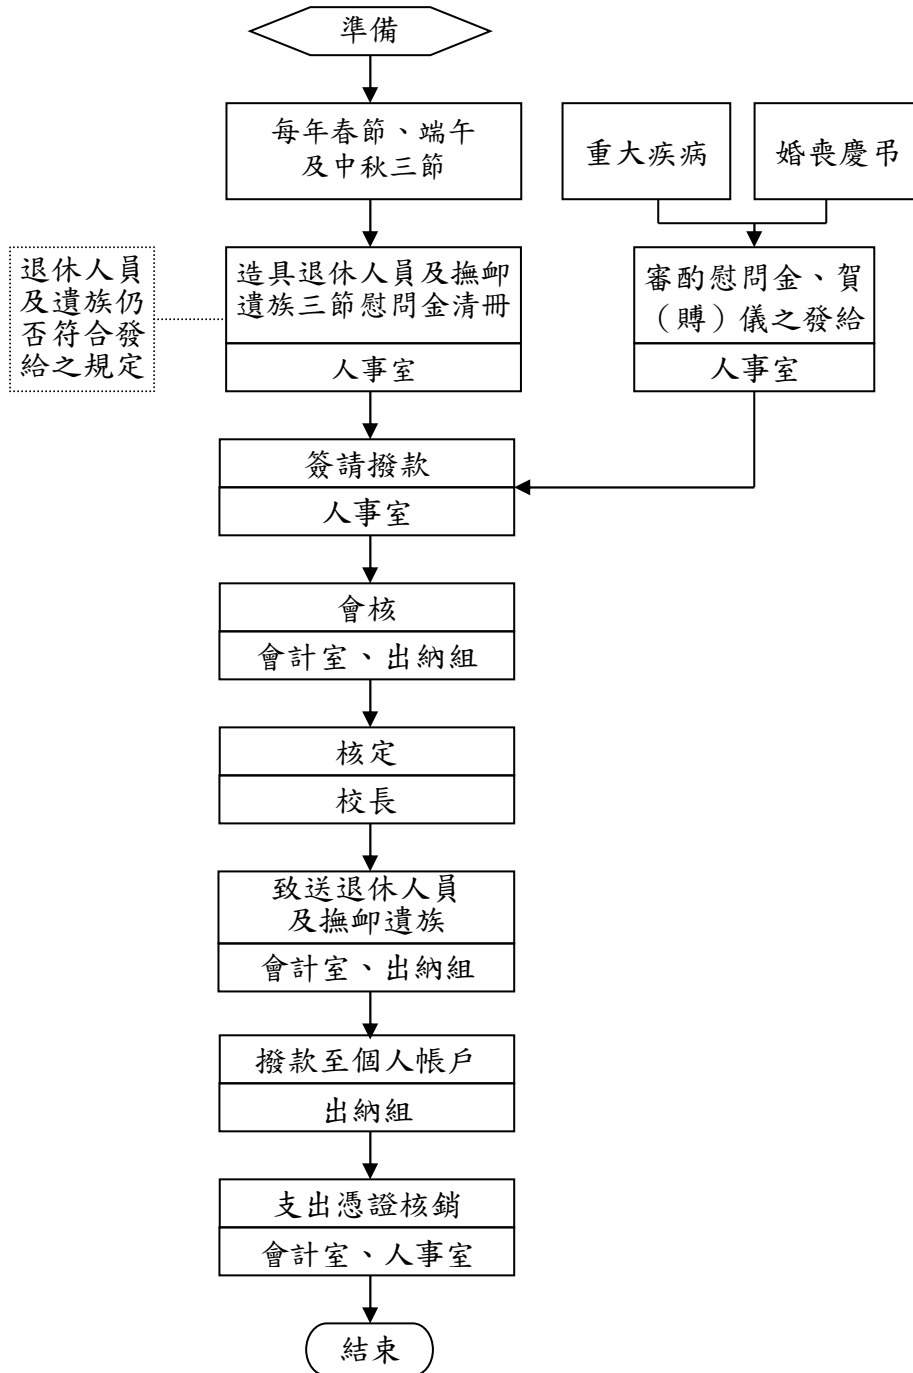 準備
每年春節、端午
及中秋三節
重大疾病
婚喪慶弔
退休人員
及遺族仍
否符合發
給之規定
造具退休人員及撫卹
遺族三節慰問金清冊
人事室
審酌慰問金、賀
（賻）儀之發給
人事室
簽請撥款
人事室
會核
會計室、出納組
核定
校長
致送退休人員
及撫卹遺族
會計室、出納組
撥款至個人帳戶
出納組
支出憑證核銷
會計室、人事室
結束